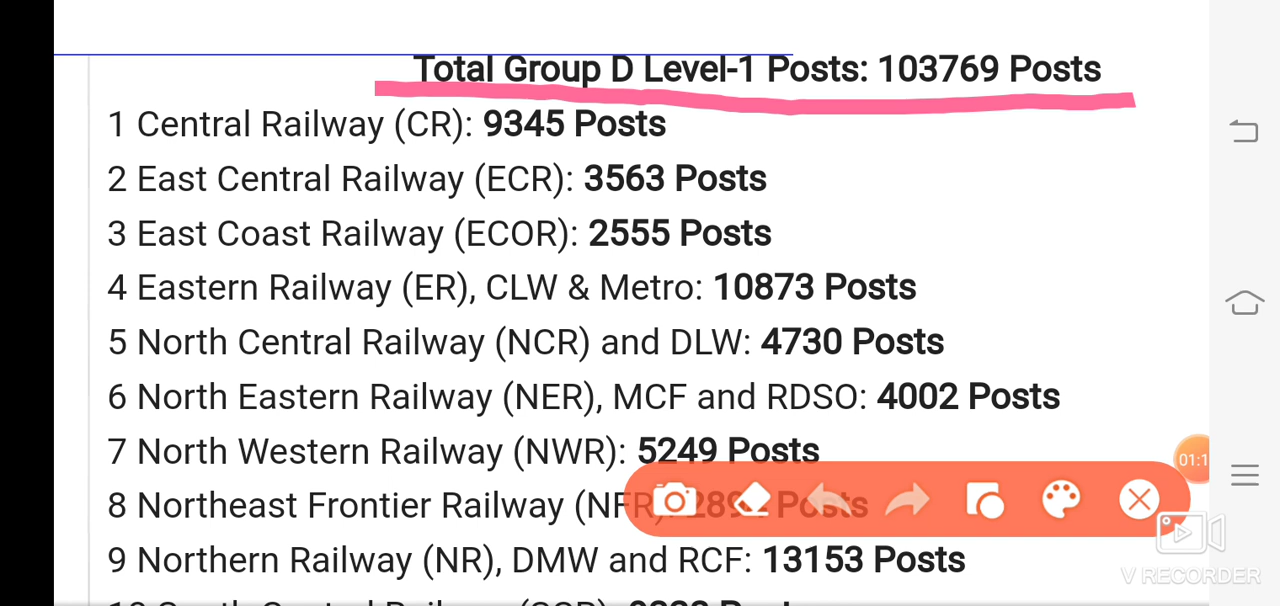 Total Group D Level-1 Posts: 103769 Posts
1 Central Railway (CR): 9345 Posts
2 East Central Railway (ECR): 3563 Posts
3 East Coast Railway (ECOR): 2555 Posts
4 Eastern Railway (ER), CLW & Metro: 10873 Posts
5 North Central Railway (NCR) and DLW: 4730 Posts
6 North Eastern Railway (NER), MCF and RDSO: 4002 Posts
7 North Western Railway (NWR): 5249 Posts
01:1
8 Northeast Frontier Railway (NFR): Posts
9 Northern Railway (NR), DMW and RCF: 13153 Posts
V RECORDER